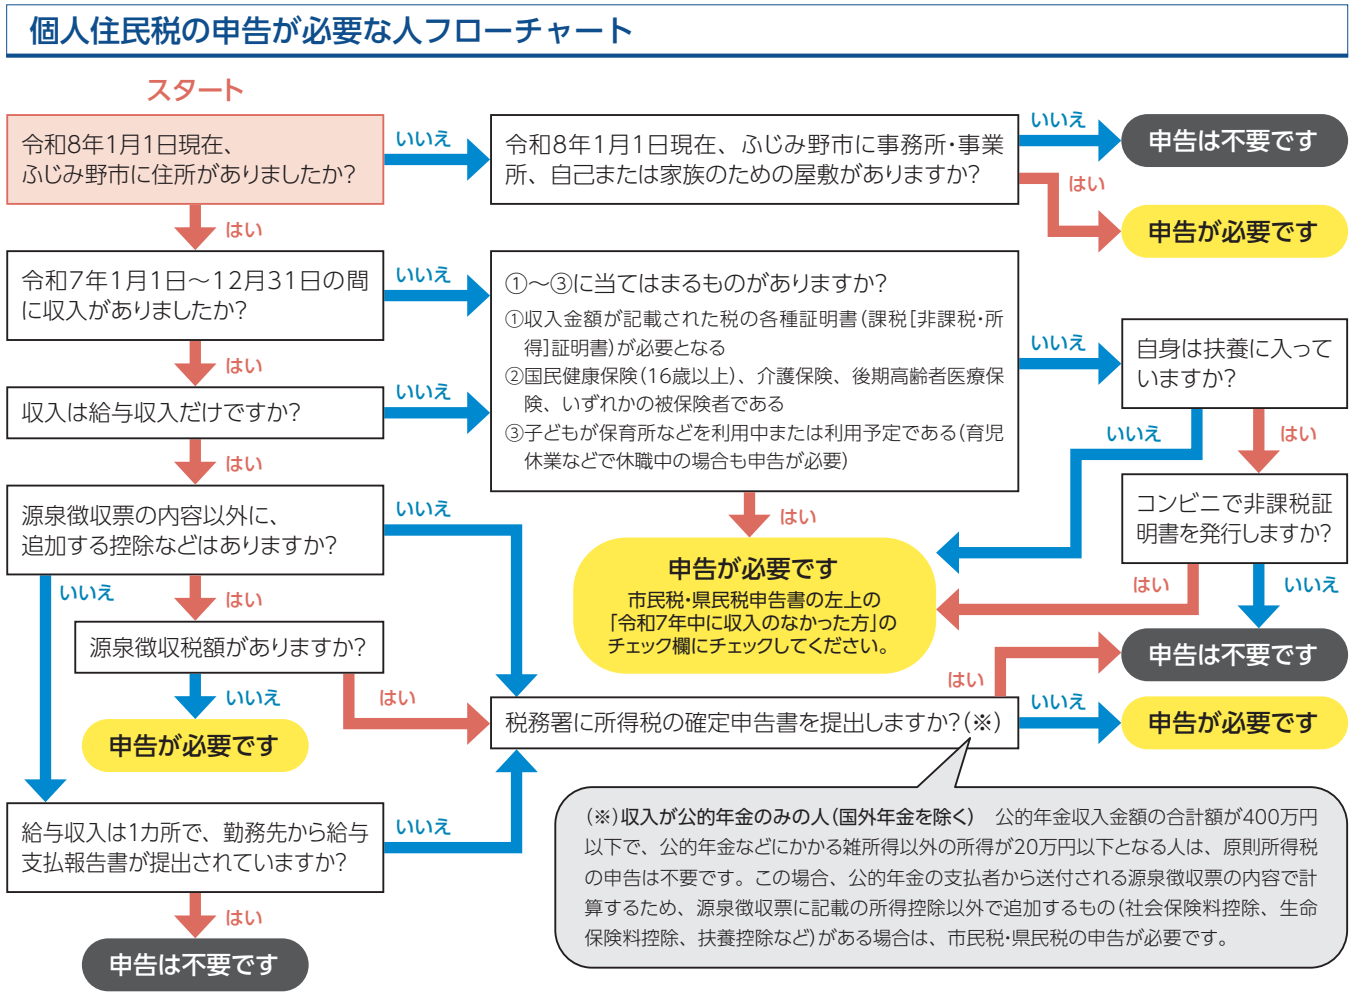 個人住民税の申告が必要な人フローチャート
スタート
令和8年1月1日現在、
ふじみ野市に住所がありましたか?
いいえ
令和8年1月1日現在、ふじみ野市に事務所・事業
所、自己または家族のための屋敷がありますか?
いいえ
申告は不要です
はい
申告が必要です
はい
令和7年1月1日〜12月31日の間
に収入がありましたか?
いいえ
①〜③に当てはまるものがありますか?
①収入金額が記載された税の各種証明書(課税[非課税・所
得]証明書)が必要となる
②国民健康保険(16歳以上)、介護保険、後期高齢者医療保
険、いずれかの被保険者である
③子どもが保育所などを利用中または利用予定である(育児
休業などで休職中の場合も申告が必要)
いいえ
自身は扶養に入って
いますか?
はい
収入は給与収入だけですか?
いいえ
いいえ
はい
はい
源泉徴収票の内容以外に、
追加する控除などはありますか?
いいえ
はい
コンビニで非課税証
明書を発行しますか?
申告が必要です
市民税・県民税申告書の左上の
「令和7年中に収入のなかった方」の
チェック欄にチェックしてください。
はい
いいえ
いいえ
はい
源泉徴収税額がありますか?
申告は不要です
いいえ
はい
はい
申告が必要です
税務署に所得税の確定申告書を提出しますか?(※)
いいえ
申告が必要です
給与収入は1カ所で、勤務先から給与
支払報告書が提出されていますか?
いいえ
(※)収入が公的年金のみの人(国外年金を除く) 公的年金収入金額の合計額が400万円
以下で、公的年金などにかかる雑所得以外の所得が20万円以下となる人は、原則所得税
の申告は不要です。この場合、公的年金の支払者から送付される源泉徴収票の内容で計
算するため、源泉徴収票に記載の所得控除以外で追加するもの(社会保険料控除、生命
保険料控除、扶養控除など)がある場合は、市民税・県民税の申告が必要です。
はい
申告は不要です